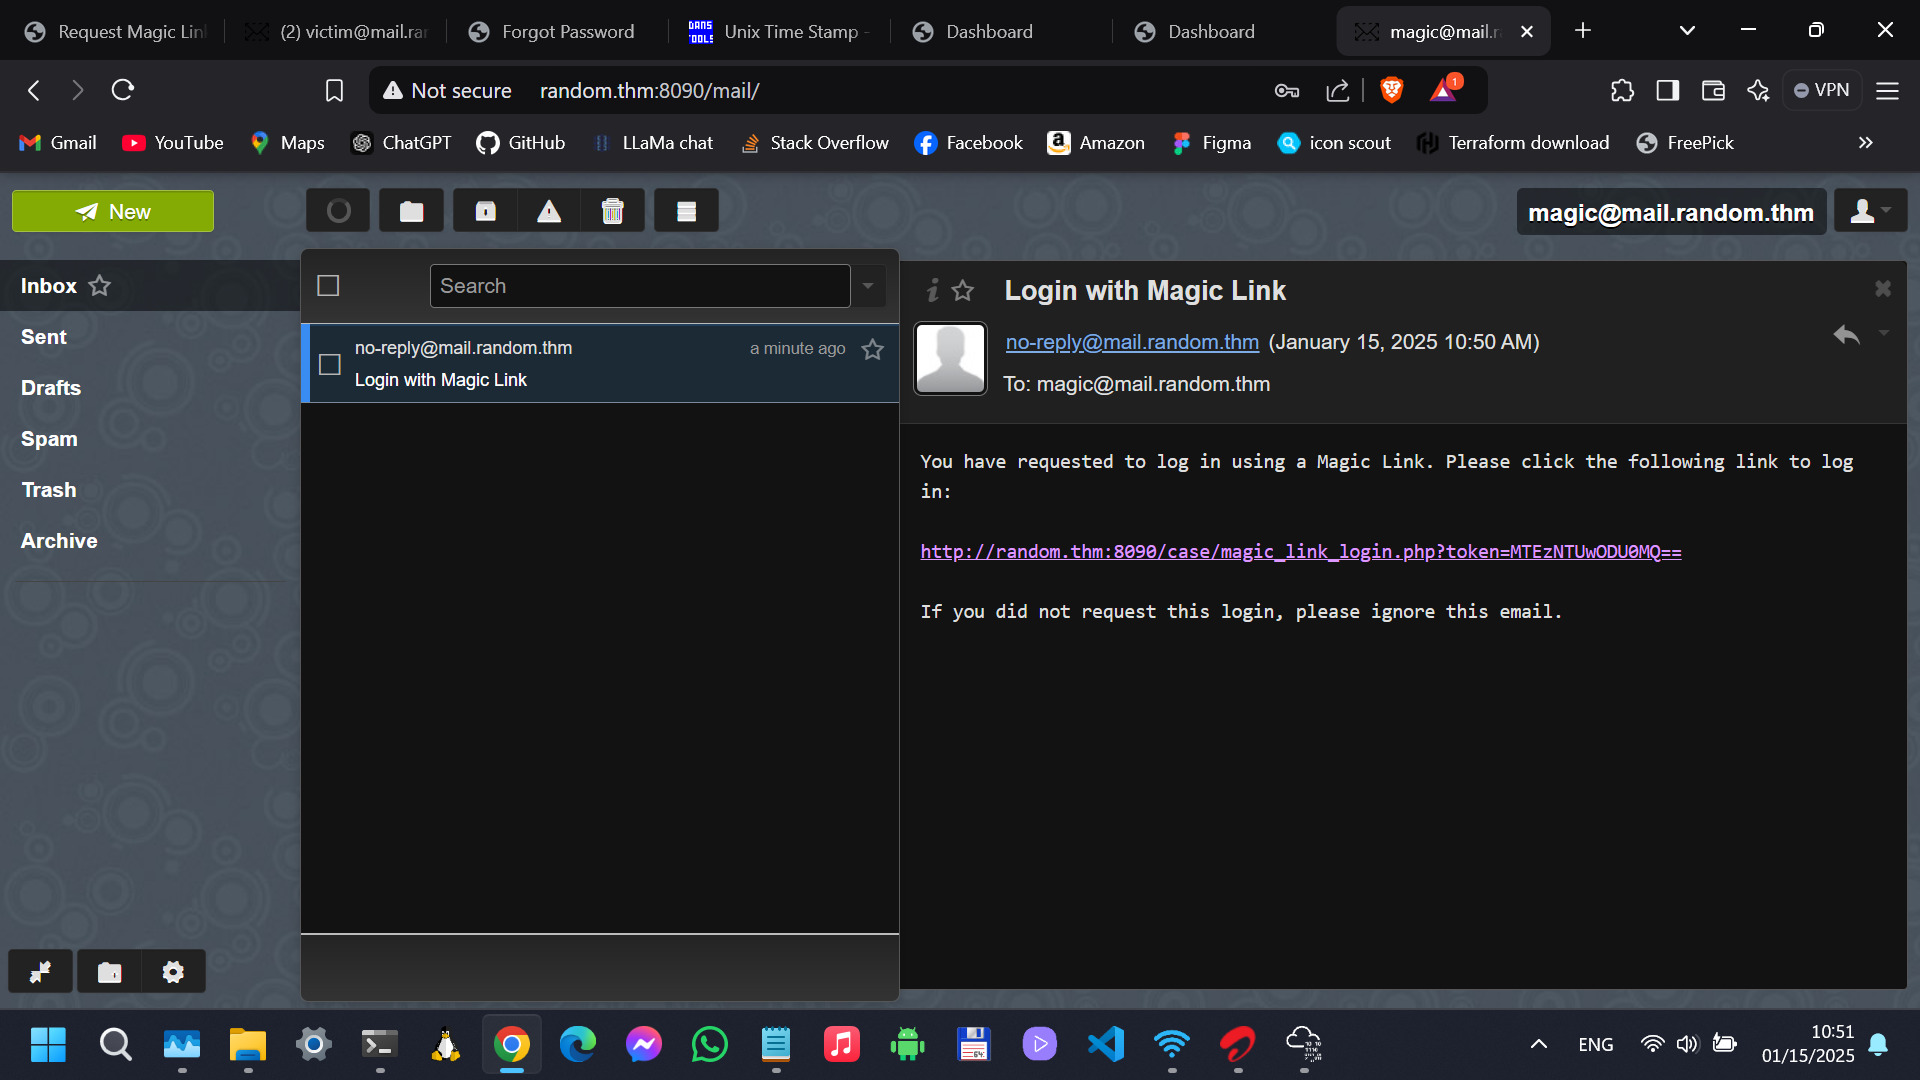 Request Magic Lin
(2) victim@mail.rar
Forgot Password
DANS TOOLS
Unix Time Stamp -
Dashboard
Dashboard
magic@mail.r
Not secure random.thm:8090/mail/
1
VPN
Gmail
YouTube
Maps
ChatGPT
GitHub
LLaMa chat
Stack Overflow
Facebook
Amazon
Figma
icon scout
Terraform download
FreePick
New
magic@mail.random.thm
Inbox
Sent
Drafts
Spam
Trash
Archive
Search
no-reply@mail.random.thm a minute ago
Login with Magic Link
Login with Magic Link
no-reply@mail.random.thm (January 15, 2025 10:50 AM)
To: magic@mail.random.thm
You have requested to log in using a Magic Link. Please click the following link to log
in:
http://random.thm:8090/case/magic_link_login.php?token=MTEzNTUwODU0MQ==
If you did not request this login, please ignore this email.
ENG
10:51
01/15/2025